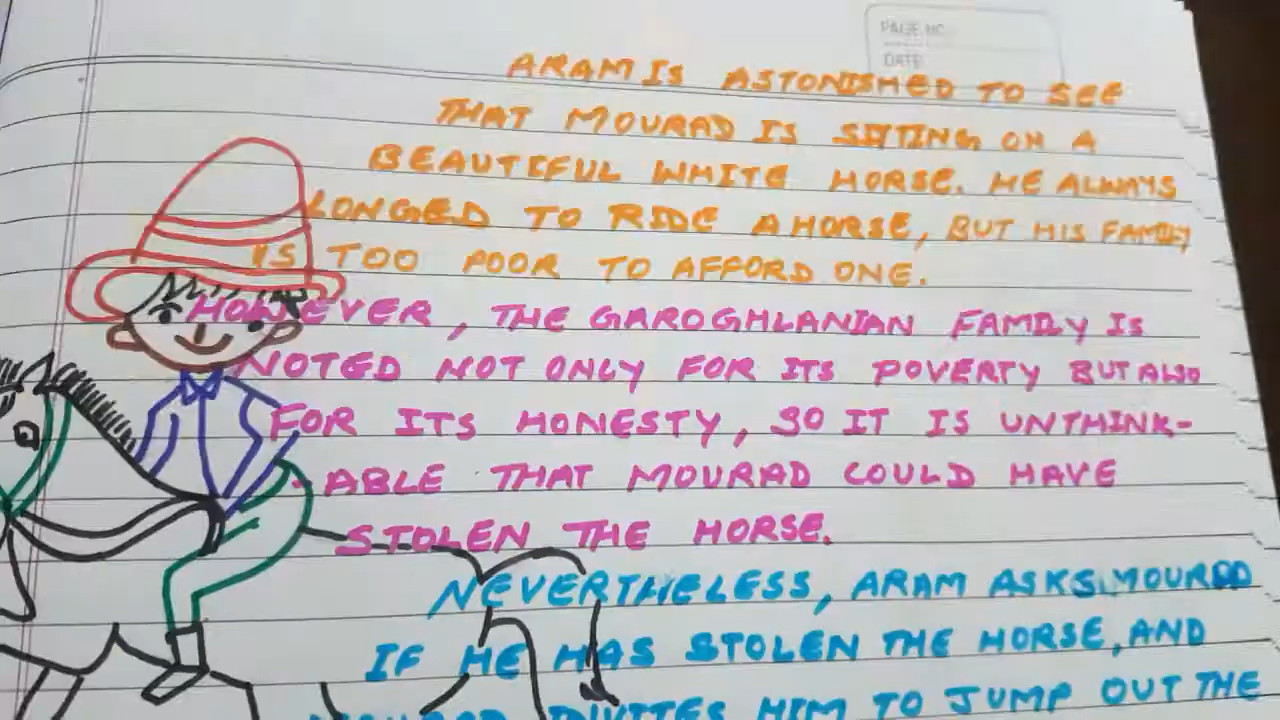 PAGE NO.
DATE
ARAM IS ASTONISHED TO SEE
THAT MOURAD IS SITTING ON A
BEAUTIFUL WHITE HORSE. HE ALWAYS
LONGED TO RIDE A HORSE, BUT HIS FAMILY
IS TOO POOR TO AFFORD ONE.
HOWEVER, THE GAROGHLANIAN FAMILY IS
NOTED NOT ONLY FOR ITS POVERTY BUT ALSO
FOR ITS HONESTY, SO IT IS UNTHINK-
ABLE THAT MOURAD COULD HAVE
STOLEN THE HORSE.
NEVERTHELESS, ARAM ASKS MOURAD
IF HE HAS STOLEN THE HORSE, AND
MOURAD INVITES HIM TO JUMP OUT THE